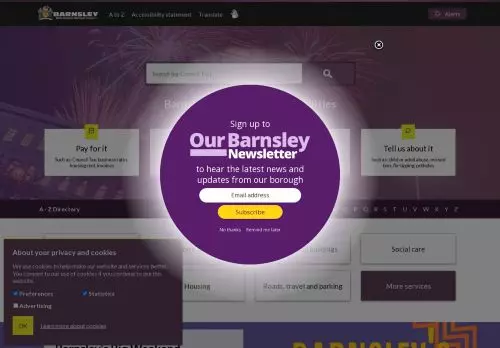 BARNSLEY
A to Z
Accessibility statement
Translate
Alerts
Search
Council Tax
Sign up to
Our Barnsley
Newsletter
to hear the latest news and
updates from our borough
Email address
Subscribe
No thanks
Remind me later
Pay for it
Such as: Council Tax, business rates,
housing rent, invoices
Tell us about it
Such as: child or adult abuse, missed
bins, fly-tipping, potholes
A - Z Directory
P Q R S T U V W X Y Z
About your privacy and cookies
We use cookies to help make our website and services better.
You consent to our use of cookies if you continue to use this
website.
Preferences
Statistics
Advertising
OK
Learn more about cookies
Social care
Housing
Roads, travel and parking
More services